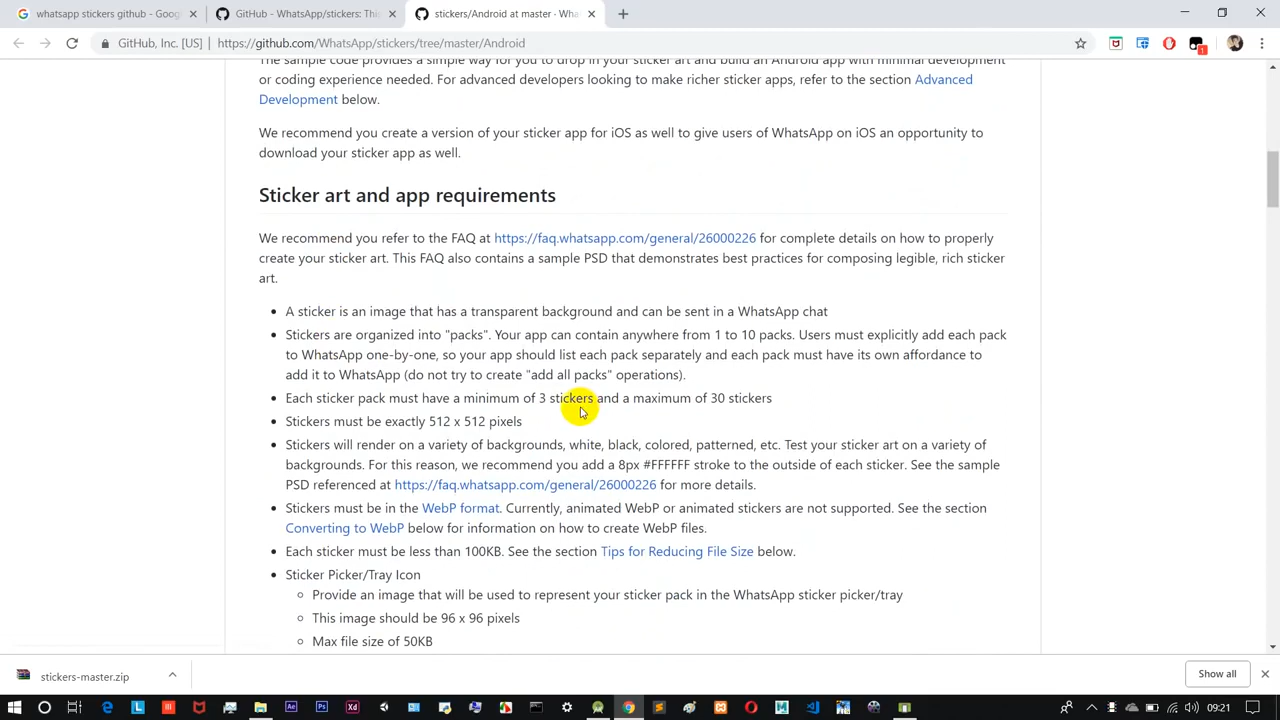 whatsapp stickers github - Goog
GitHub - WhatsApp/stickers: This
stickers/Android at master · Wha
GitHub, Inc. [US] | https://github.com/WhatsApp/stickers/tree/master/Android
The sample code provides a simple way for you to drop in your sticker art and build an Android app with minimal development
or coding experience needed. For advanced developers looking to make richer sticker apps, refer to the section Advanced
Development below.
We recommend you create a version of your sticker app for iOS as well to give users of WhatsApp on iOS an opportunity to
download your sticker app as well.
Sticker art and app requirements
We recommend you refer to the FAQ at https://faq.whatsapp.com/general/26000226 for complete details on how to properly
create your sticker art. This FAQ also contains a sample PSD that demonstrates best practices for composing legible, rich sticker
art.
A sticker is an image that has a transparent background and can be sent in a WhatsApp chat
Stickers are organized into "packs". Your app can contain anywhere from 1 to 10 packs. Users must explicitly add each pack
to WhatsApp one-by-one, so your app should list each pack separately and each pack must have its own affordance to
add it to WhatsApp (do not try to create "add all packs" operations).
Each sticker pack must have a minimum of 3 stickers and a maximum of 30 stickers
Stickers must be exactly 512 x 512 pixels
Stickers will render on a variety of backgrounds, white, black, colored, patterned, etc. Test your sticker art on a variety of
backgrounds. For this reason, we recommend you add a 8px #FFFFFF stroke to the outside of each sticker. See the sample
PSD referenced at https://faq.whatsapp.com/general/26000226 for more details.
Stickers must be in the WebP format. Currently, animated WebP or animated stickers are not supported. See the section
Converting to WebP below for information on how to create WebP files.
Each sticker must be less than 100KB. See the section Tips for Reducing File Size below.
Sticker Picker/Tray Icon
Provide an image that will be used to represent your sticker pack in the WhatsApp sticker picker/tray
This image should be 96 x 96 pixels
Max file size of 50KB
stickers-master.zip
Show all
09:21